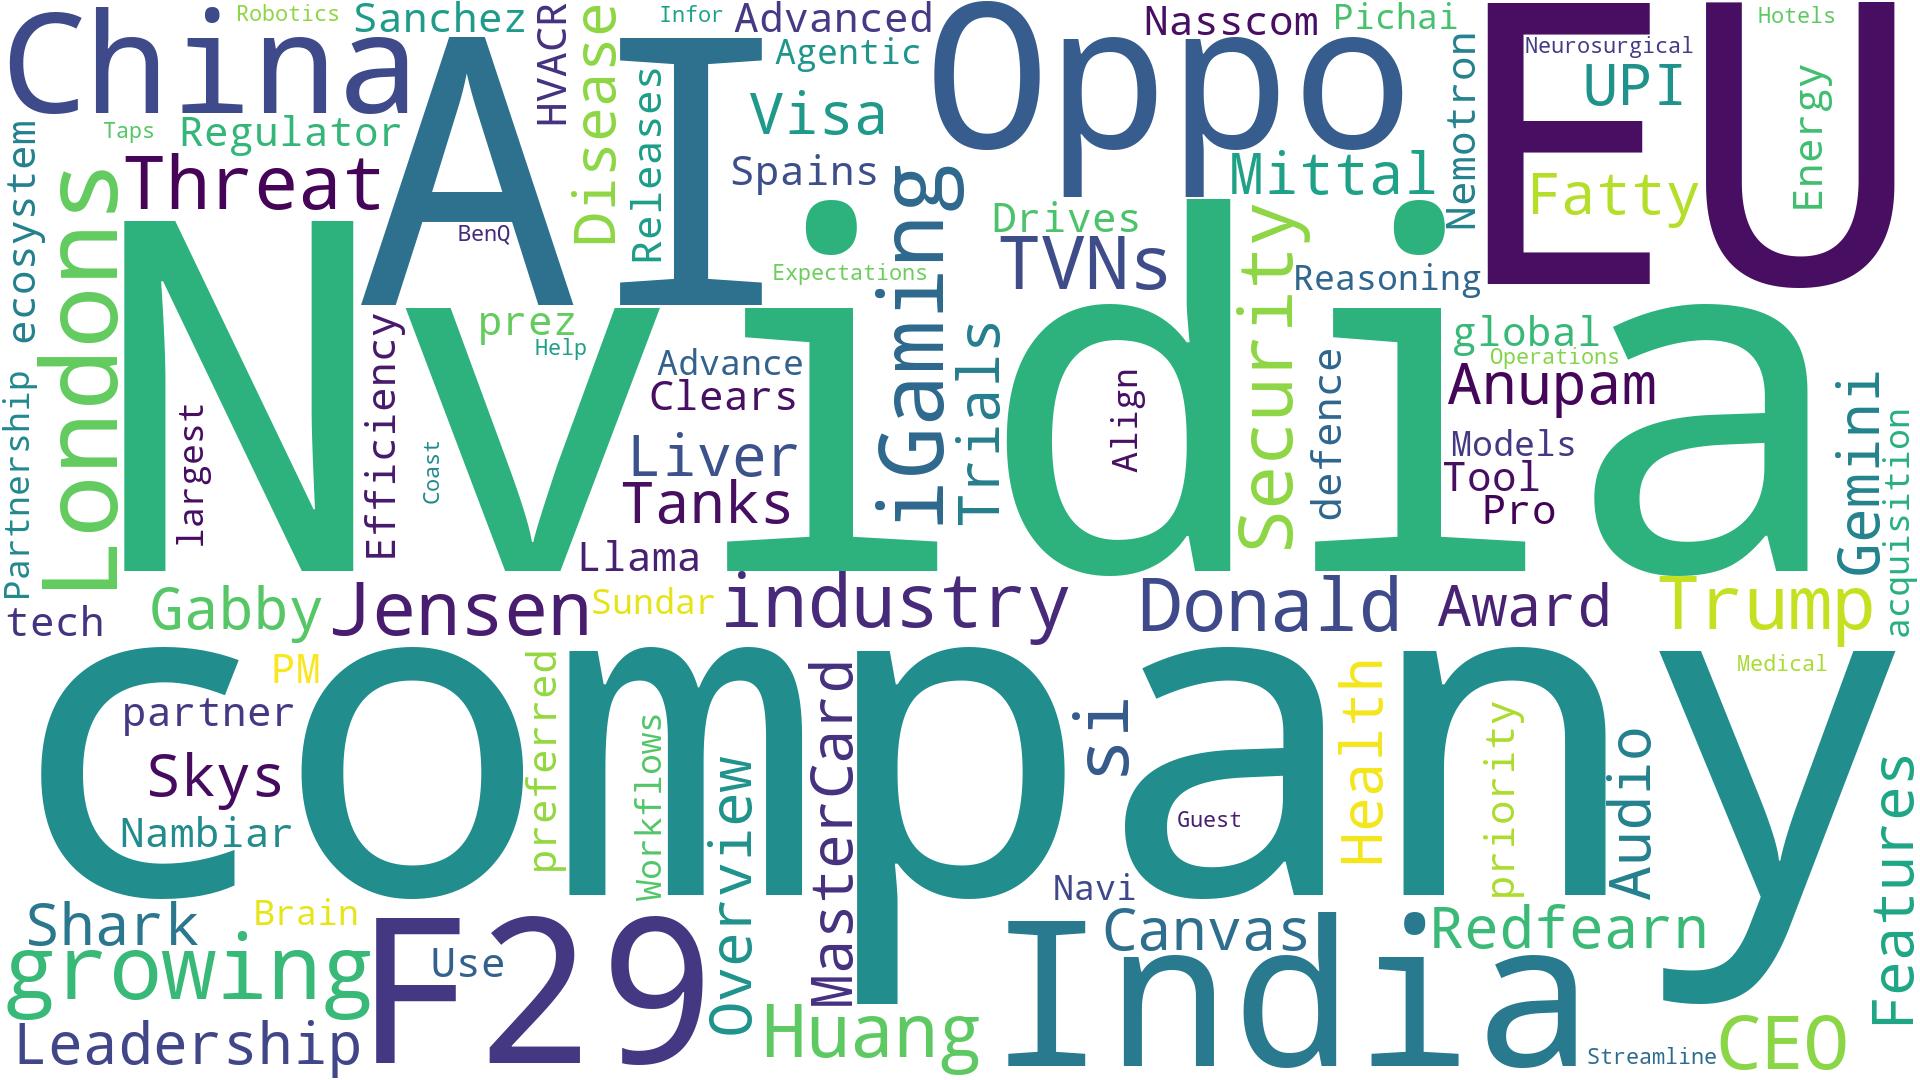 China
Robotics
Sanchez
HVACR
Disease
Infor
Advanced
Oppo
Nasscom
Pichai
EU
Hotels
Neurosurgical
AI
Agentic
Releases
Visa
UPI
Energy
Nemotron
Taps
Regulator
ecosystem
Threat
Londons
Spains
iGaming
Mittal
Fatty
BenQ
Drives
TVNs
Security
Reasoning
Expectations
Nvidia
prez
Help
Efficiency
Advance
Clears
Trials
Align
defence
global
Operations
Anupam
Gemini
Partnership
largest
Coast
Liver
Tanks
Models
Tool
Pro
acquisition
Llama
tech
Gabby
Jensen
Sundar
industry
Donald
Award
Trump
company
PM
preferred
MasterCard
Health
Medical
partner
Workflows
si
priority
Audio
Skys
Overview
Features
Nambiar
Guest
Navi
Shark
Brain
F29
Use
India
Canvas
Redfearn
growing
Leadership
Huang
Streamline
CEO